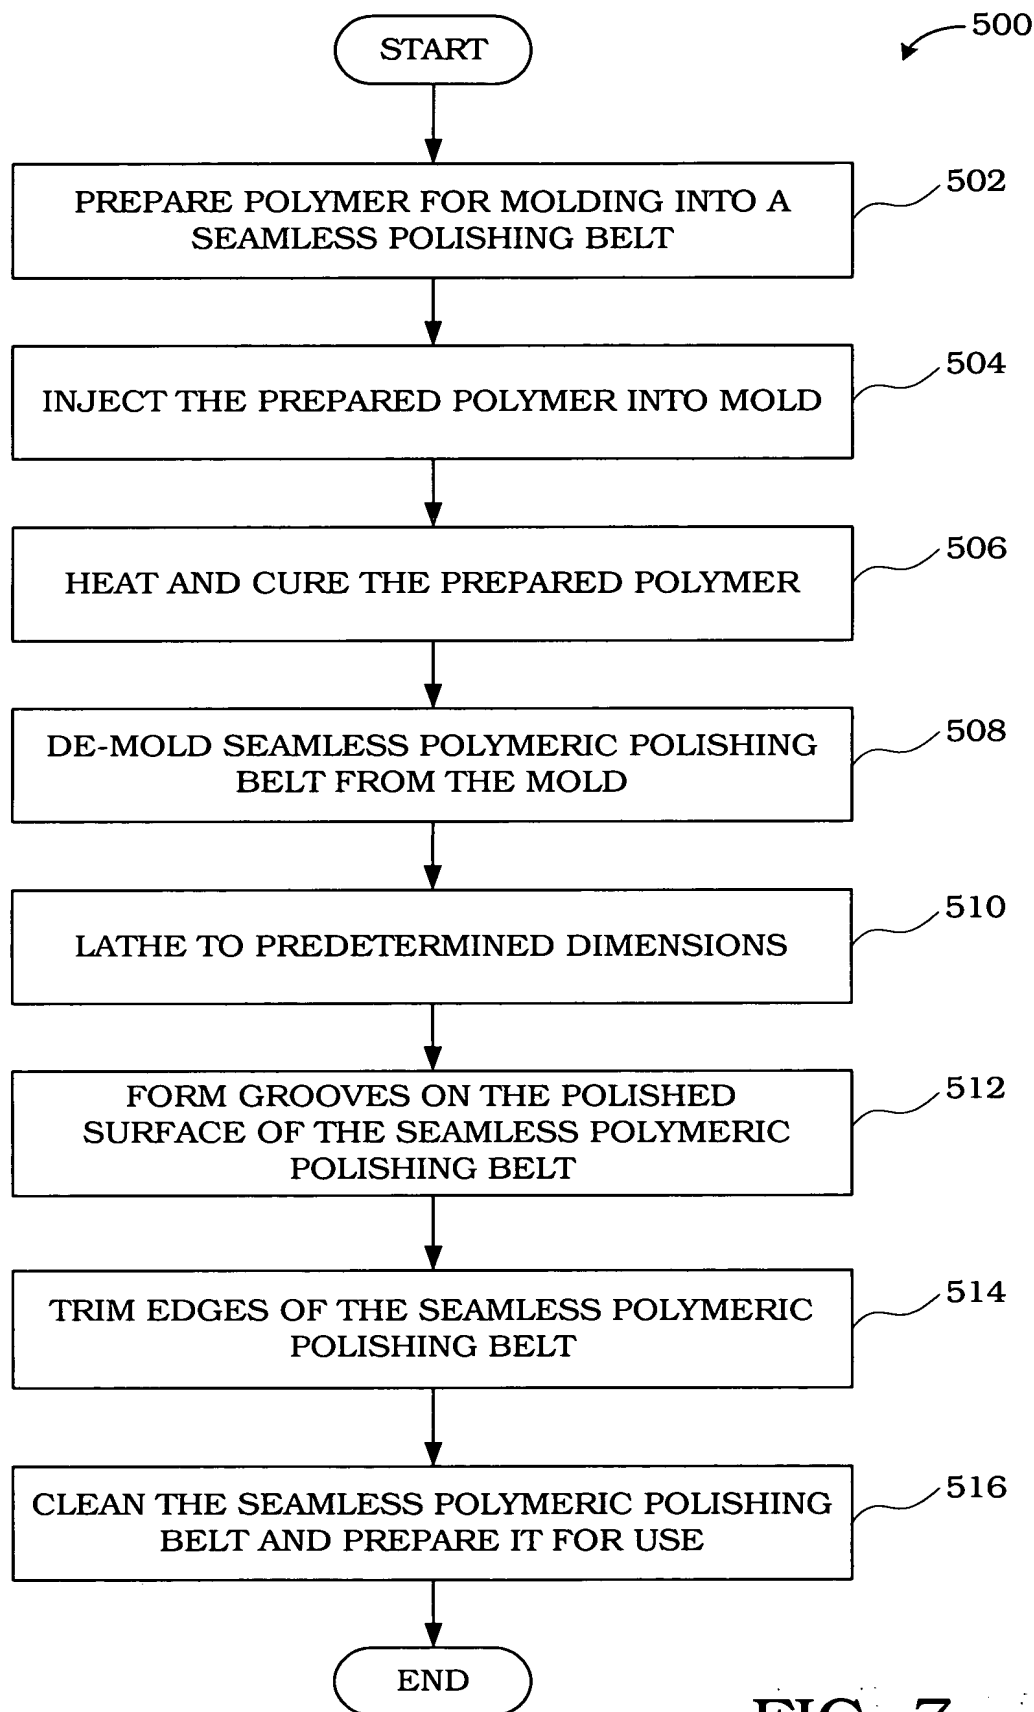 START
500
PREPARE POLYMER FOR MOLDING INTO A
SEAMLESS POLISHING BELT
502
INJECT THE PREPARED POLYMER INTO MOLD
504
HEAT AND CURE THE PREPARED POLYMER
506
DE-MOLD SEAMLESS POLYMERIC POLISHING
BELT FROM THE MOLD
508
LATHE TO PREDETERMINED DIMENSIONS
510
FORM GROOVES ON THE POLISHED
SURFACE OF THE SEAMLESS POLYMERIC
POLISHING BELT
512
TRIM EDGES OF THE SEAMLESS POLYMERIC
POLISHING BELT
514
CLEAN THE SEAMLESS POLYMERIC POLISHING
BELT AND PREPARE IT FOR USE
516
END
FIG.